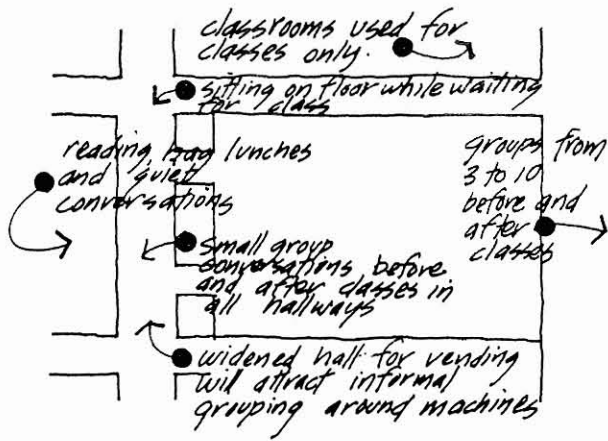 classrooms used for
classes only.
sitting on floor while waiting
for class
reading, bag lunches
and quiet
conversations
groups from
3 to 10
before and
after
classes
small group
conversations before
and after classes in
all hallways
widened hall for vending
will attract informal
grouping around machines